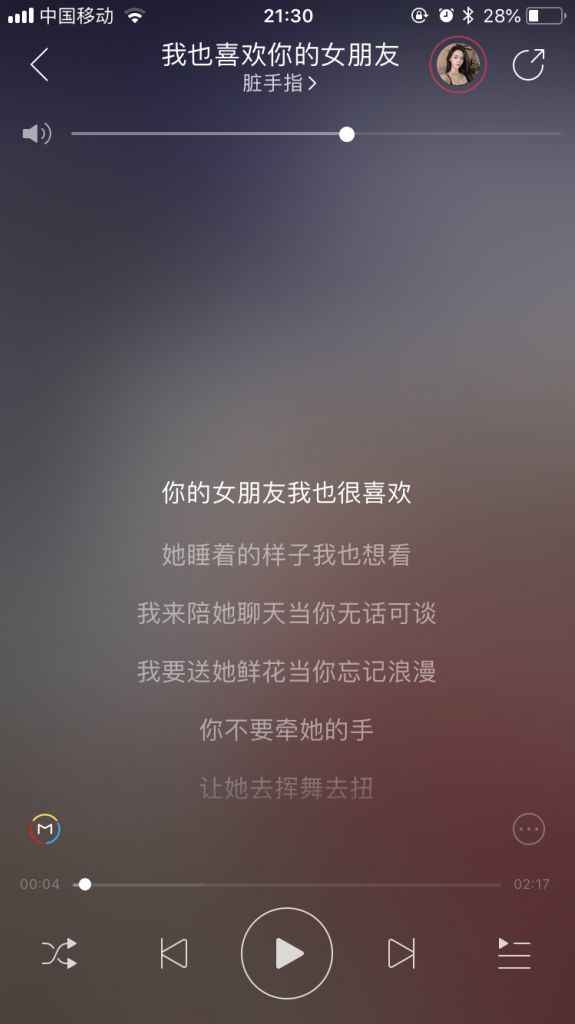 中国移动 21:30 28%
我也喜欢你的女朋友
脏手指
你的女朋友我也很喜欢
她睡着的样子我也想看
我来陪她聊天当你无话可谈
我要送她鲜花当你忘记浪漫
你不要牵她的手
让她去挥舞去扭
M
00:04 02:17